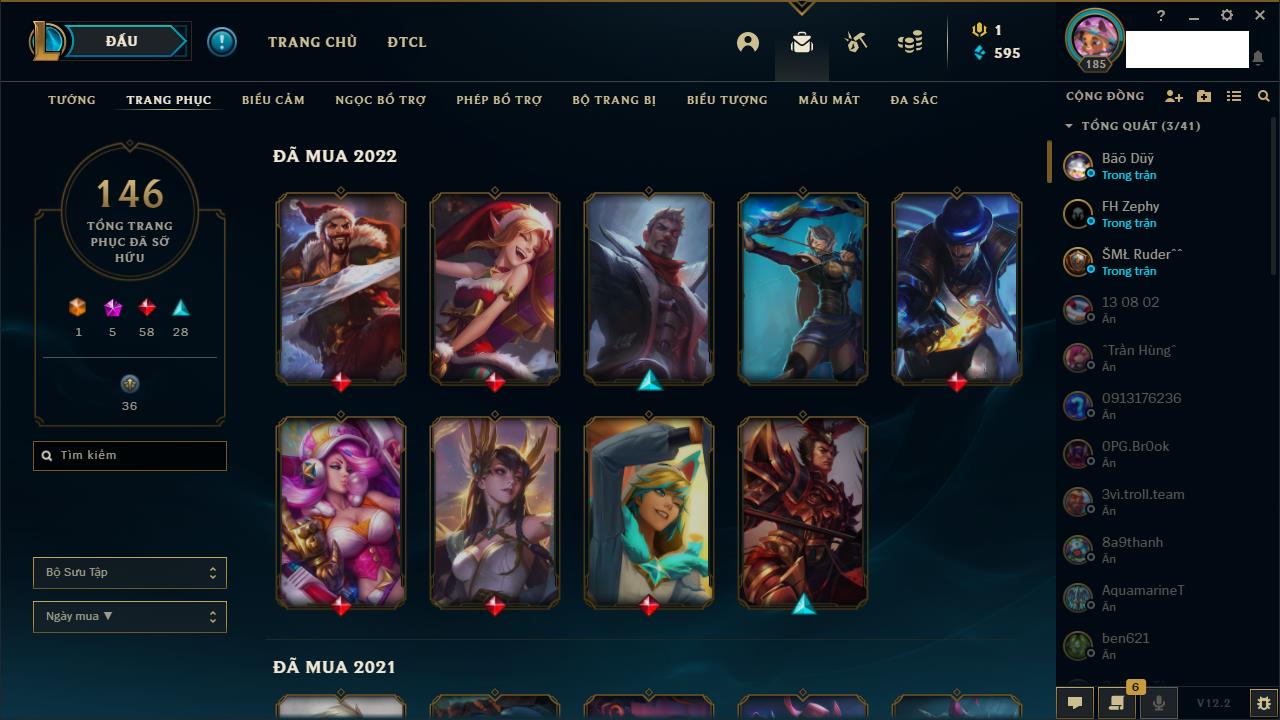 ĐẤU
TRANG CHỦ
ĐTCL
1
595
185
TƯỚNG
TRANG PHỤC
BIỂU CẢM
NGỌC BỔ TRỢ
PHÉP BỔ TRỢ
BỘ TRANG BỊ
BIỂU TƯỢNG
MẪU MẮT
ĐA SẮC
146
TỔNG TRANG
PHỤC ĐÃ SỞ
HỮU
1
5
58
28
36
Tìm kiếm
Bộ Sưu Tập
Ngày mua ▼
ĐÃ MUA 2022
ĐÃ MUA 2021
CỘNG ĐỒNG
TỔNG QUÁT (3/41)
Bäö Düÿ
Trong trận
FH Zephy
Trong trận
ŠMŁ Ruder^^
Trong trận
13 08 02
Ẩn
^Trần Hùng^
Ẩn
0913176236
Ẩn
0PG.Br0ok
Ẩn
3vì.troll.team
Ẩn
8a9thanh
Ẩn
AquamarineT
Ẩn
ben621
Ẩn
6
V12.2